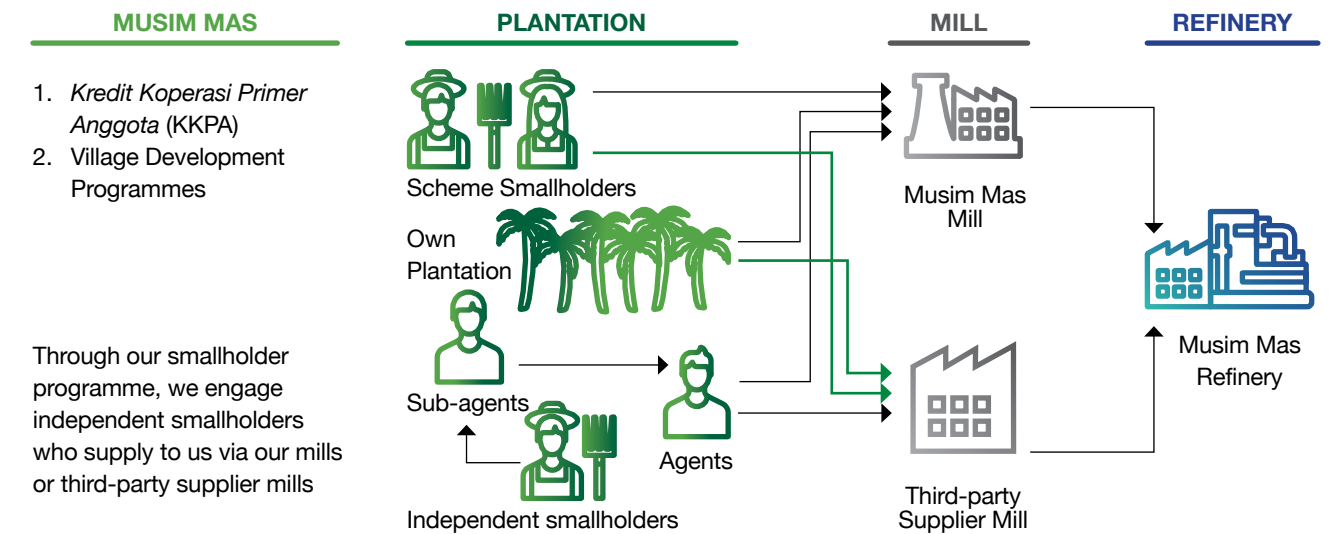 MUSIM MAS
PLANTATION
MILL
REFINERY
1. Kredit Koperasi Primer
Anggota (KKPA)
2. Village Development
Programmes
Through our smallholder
programme, we engage
independent smallholders
who supply to us via our mills
or third-party supplier mills
Scheme Smallholders
Own
Plantation
Sub-agents
Agents
Independent smallholders
Musim Mas
Mill
Third-party
Supplier Mill
Musim Mas
Refinery